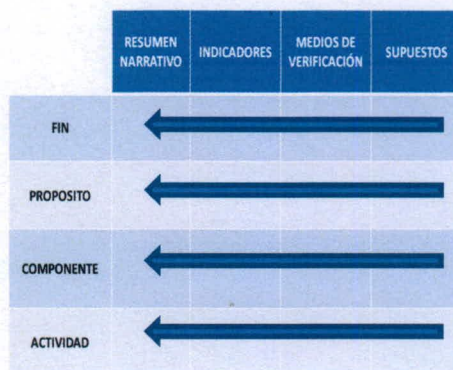 RESUMEN
NARRATIVO
INDICADORES
MEDIOS DE
VERIFICACIÓN
SUPUESTOS
FIN
PROPOSITO
COMPONENTE
ACTIVIDAD